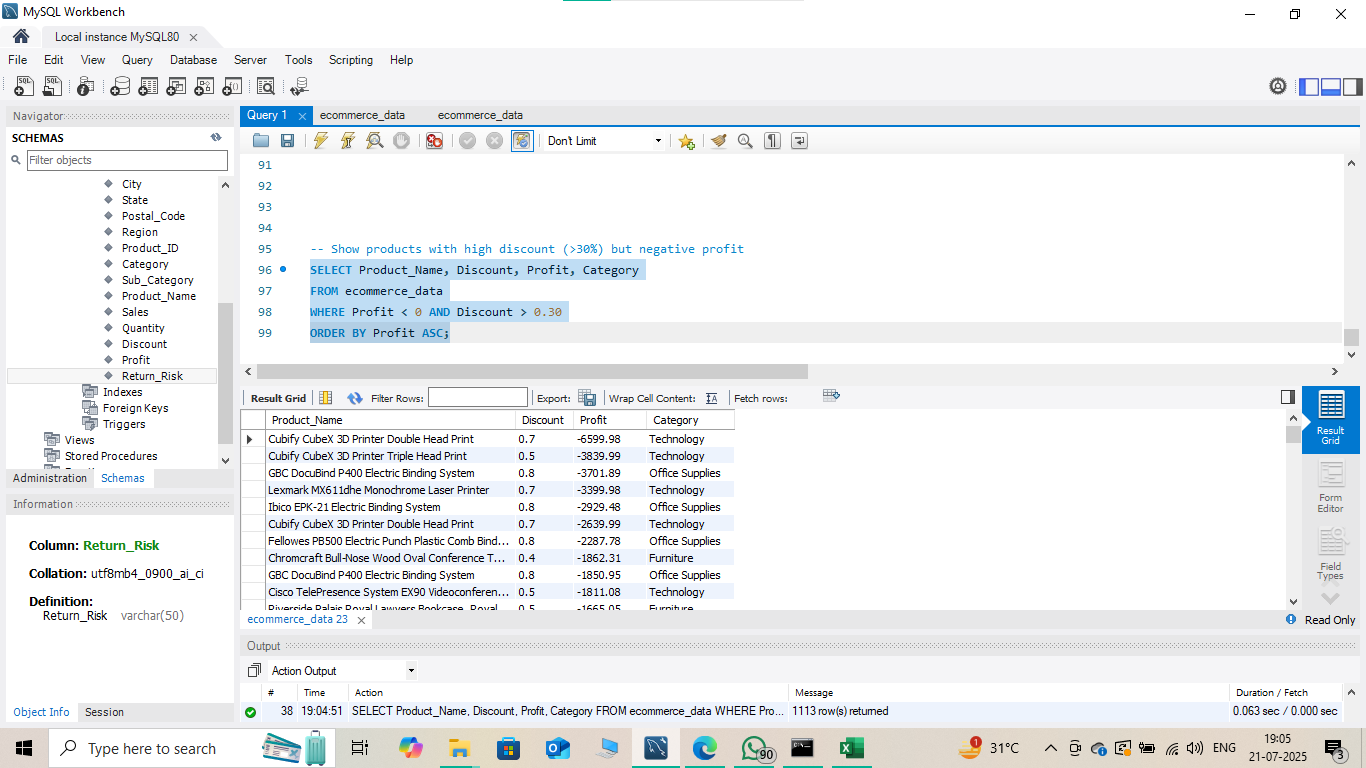 MySQL Workbench
Local instance MySQL80
File Edit View Query Database Server Tools Scripting Help
Navigator
SCHEMAS
Filter objects
City
State
Postal_Code
Region
Product_ID
Category
Sub_Category
Product_Name
Sales
Quantity
Discount
Profit
Return_Risk
Indexes
Foreign Keys
Triggers
Views
Stored Procedures
Administration Schemas
Information
Column: Return_Risk
Collation: utf8mb4_0900_ai_ci
Definition:
Return_Risk varchar(50)
Object Info Session
Query 1 ecommerce_data ecommerce_data
Don't Limit
91
92
93
94
95 -- Show products with high discount (>30%) but negative profit
96 SELECT Product_Name, Discount, Profit, Category
97 FROM ecommerce_data
98 WHERE Profit < 0 AND Discount > 0.30
99 ORDER BY Profit ASC;
Result Grid Filter Rows: Export: Wrap Cell Content: Fetch rows:
Product_Name Discount Profit Category
Cubify CubeX 3D Printer Double Head Print 0.7 -6599.98 Technology
Cubify CubeX 3D Printer Triple Head Print 0.5 -3839.99 Technology
GBC DocuBind P400 Electric Binding System 0.8 -3701.89 Office Supplies
Lexmark MX611dhe Monochrome Laser Printer 0.7 -3399.98 Technology
Ibico EPK-21 Electric Binding System 0.8 -2929.48 Office Supplies
Cubify CubeX 3D Printer Double Head Print 0.7 -2639.99 Technology
Fellowes PB500 Electric Punch Plastic Comb Bind... 0.8 -2287.78 Office Supplies
Chromcraft Bull-Nose Wood Oval Conference T... 0.4 -1862.31 Furniture
GBC DocuBind P400 Electric Binding System 0.8 -1850.95 Office Supplies
Cisco TelePresence System EX90 Videoconferen... 0.5 -1811.08 Technology
Riverside Palais Royal Lawyers Bookcase, Royal 0.5 -1665.05 Furniture
Result Grid
Form Editor
Field Types
ecommerce_data 23
Read Only
Output
Action Output
# Time Action Message Duration / Fetch
38 19:04:51 SELECT Product_Name, Discount, Profit, Category FROM ecommerce_data WHERE Pro... 1113 row(s) returned 0.063 sec / 0.000 sec
Type here to search
90
1
31°C
ENG
19:05
21-07-2025
3